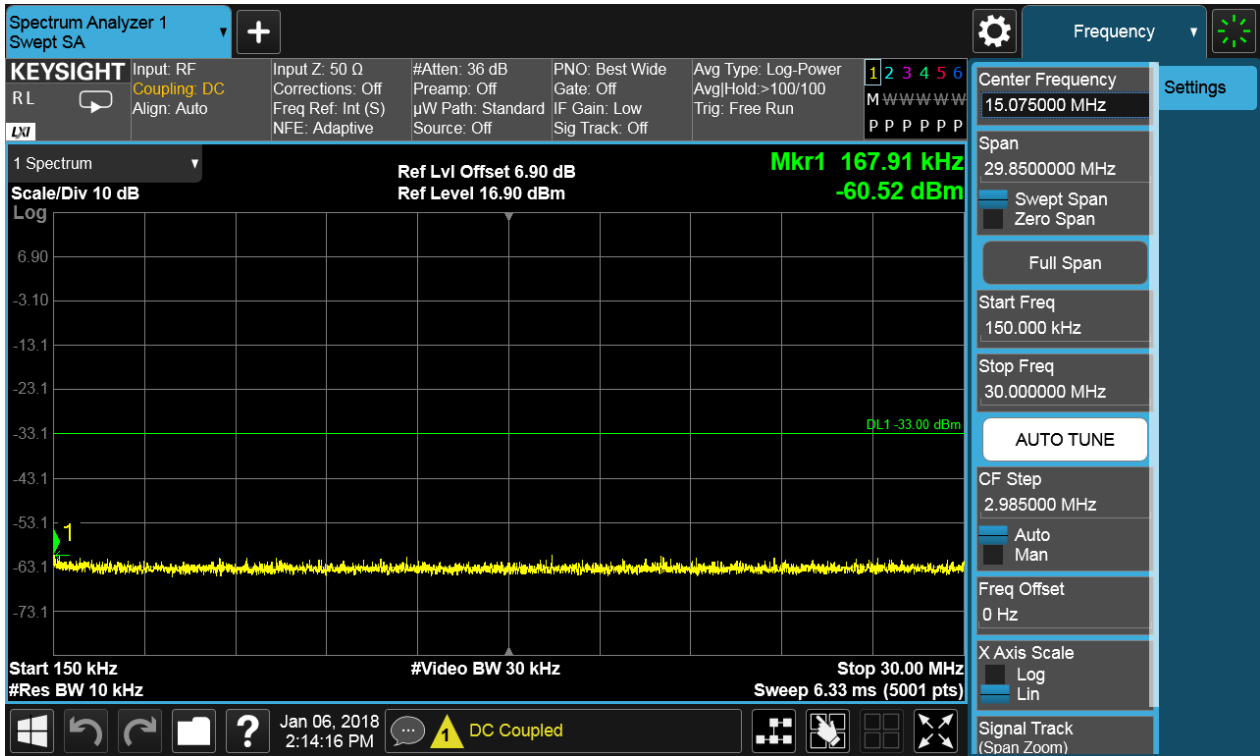 Spectrum Analyzer 1
Swept SA
+
Frequency
KEYSIGHT
RL
LXI
Input: RF
Coupling: DC
Align: Auto
Input Z: 50 Ω
Corrections: Off
Freq Ref: Int (S)
NFE: Adaptive
#Atten: 36 dB
Preamp: Off
µW Path: Standard
Source: Off
PNO: Best Wide
Gate: Off
IF Gain: Low
Sig Track: Off
Avg Type: Log-Power
Avg|Hold:>100/100
Trig: Free Run
1 2 3 4 5 6
M W W W W W
P P P P P P
1 Spectrum
Scale/Div 10 dB
Log
Ref Lvl Offset 6.90 dB
Ref Level 16.90 dBm
Mkr1 167.91 kHz
-60.52 dBm
6.90
-3.10
-13.1
-23.1
-33.1
DL1 -33.00 dBm
-43.1
-53.1
1
-63.1
-73.1
Start 150 kHz
#Res BW 10 kHz
#Video BW 30 kHz
Stop 30.00 MHz
Sweep 6.33 ms (5001 pts)
Center Frequency
15.075000 MHz
Settings
Span
29.8500000 MHz
Swept Span
Zero Span
Full Span
Start Freq
150.000 kHz
Stop Freq
30.000000 MHz
AUTO TUNE
CF Step
2.985000 MHz
Auto
Man
Freq Offset
0 Hz
X Axis Scale
Log
Lin
Signal Track
(Span Zoom)
?
Jan 06, 2018
2:14:16 PM
1
DC Coupled